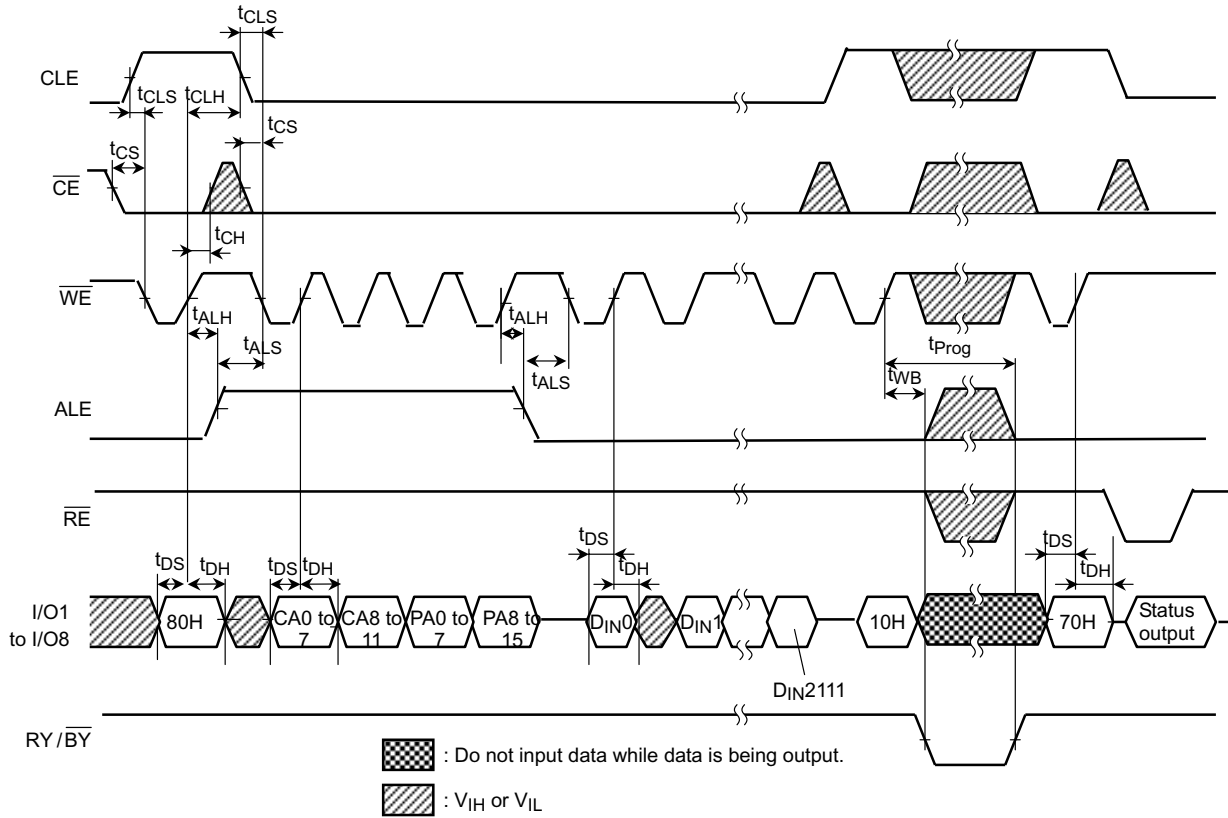 tCLS
CLE
tCLS tCLH
tCS
tCS
CE
tCH
WE
tALH tALH
tALS tALS
tProg
tWB
ALE
RE
tDS tDH tDS tDH tDS tDH tDS tDH
I/O1 to I/O8
80H
CA0 to 7
CA8 to 11
PA0 to 7
PA8 to 15
DIN0
DIN1
10H
70H
Status output
DIN2111
RY/BY
: Do not input data while data is being output.
: VIH or VIL